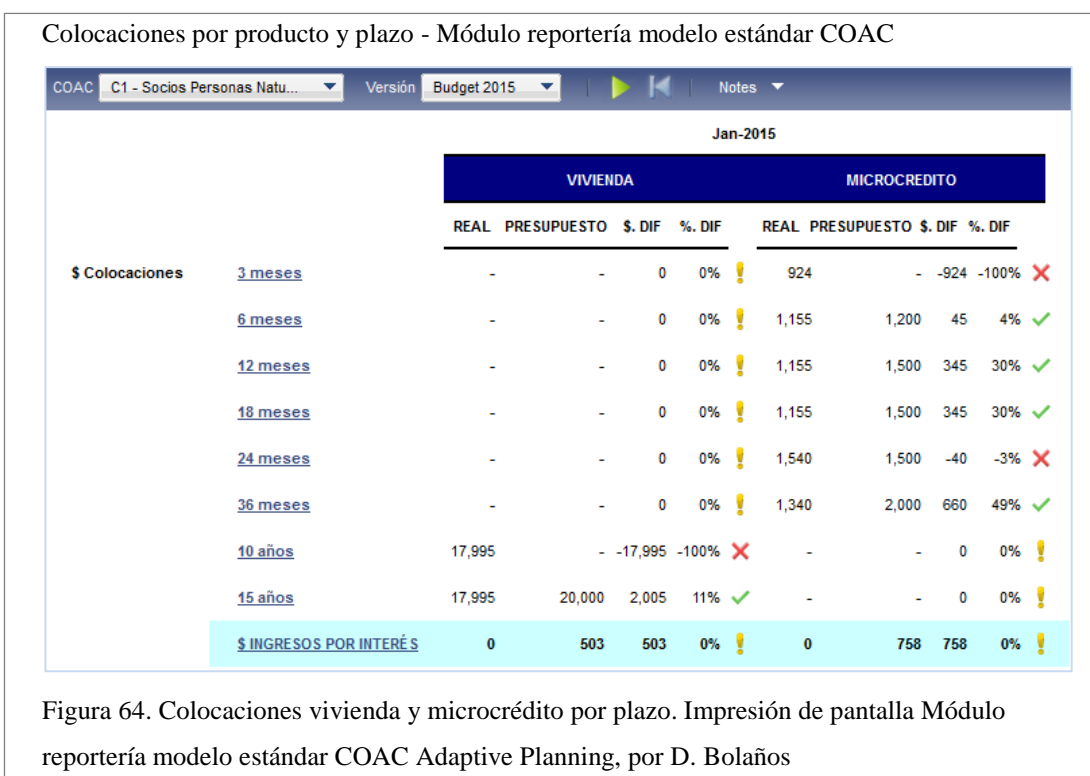 Colocaciones por producto y plazo - Módulo reportería modelo estándar COAC
COAC C1 - Socios Personas Natu... Versión Budget 2015 Notes
Jan-2015
VIVIENDA MICROCREDITO
REAL PRESUPUESTO $. DIF %. DIF REAL PRESUPUESTO $. DIF %. DIF
$ Colocaciones 3 meses - - 0 0% 924 - -924 -100%
6 meses - - 0 0% 1,155 1,200 45 4%
12 meses - - 0 0% 1,155 1,500 345 30%
18 meses - - 0 0% 1,155 1,500 345 30%
24 meses - - 0 0% 1,540 1,500 -40 -3%
36 meses - - 0 0% 1,340 2,000 660 49%
10 años 17,995 - -17,995 -100% - - 0 0%
15 años 17,995 20,000 2,005 11% - - 0 0%
$ INGRESOS POR INTERÉS 0 503 503 0% 0 758 758 0%
Figura 64. Colocaciones vivienda y microcrédito por plazo. Impresión de pantalla Módulo
reportería modelo estándar COAC Adaptive Planning, por D. Bolaños